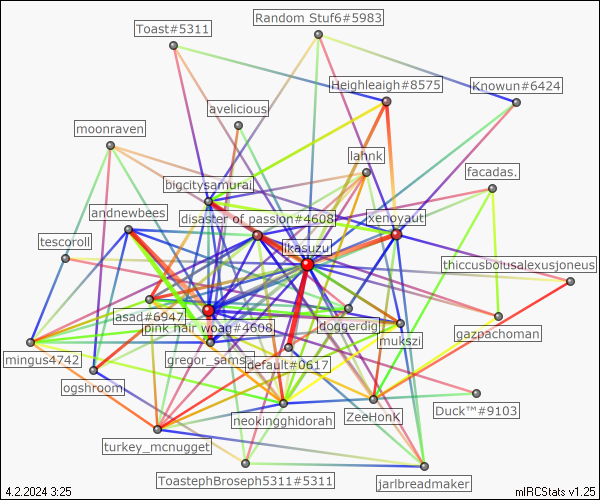 Random Stuf6#5983
Toast#5311
Heighleigh#8575
Knowun#6424
avelicious
moonraven
lahnk
facadas.
bigcitysamurai
andnewbees
disaster of passion#4608
xenoyaut
tescoroll
ikasuzu
thiccusbolusalexusjoneus
asad#6947
pink hair woag#4608
doggerdig
gazpachoman
mukszi
mingus4742
gregor_samsa
default#0617
ogshroom
neokingghidorah
ZeeHonk
Duck™#9103
turkey_mcnugget
ToastephBroseph5311#5311
jarlbreadmaker
4.2.2024 3:25
mIRCStats v1.25